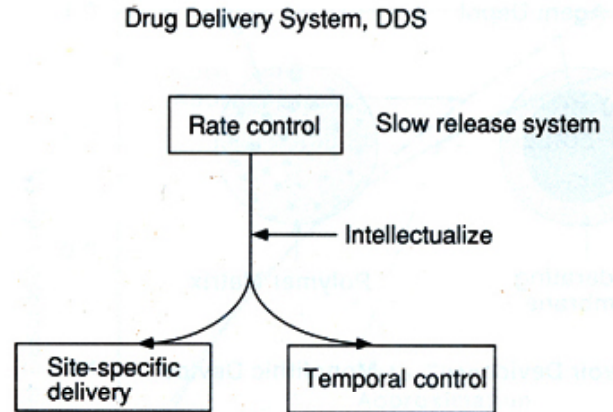 Drug Delivery System, DDS
Rate control
Slow release system
Intellectualize
Site-specific
delivery
Temporal control